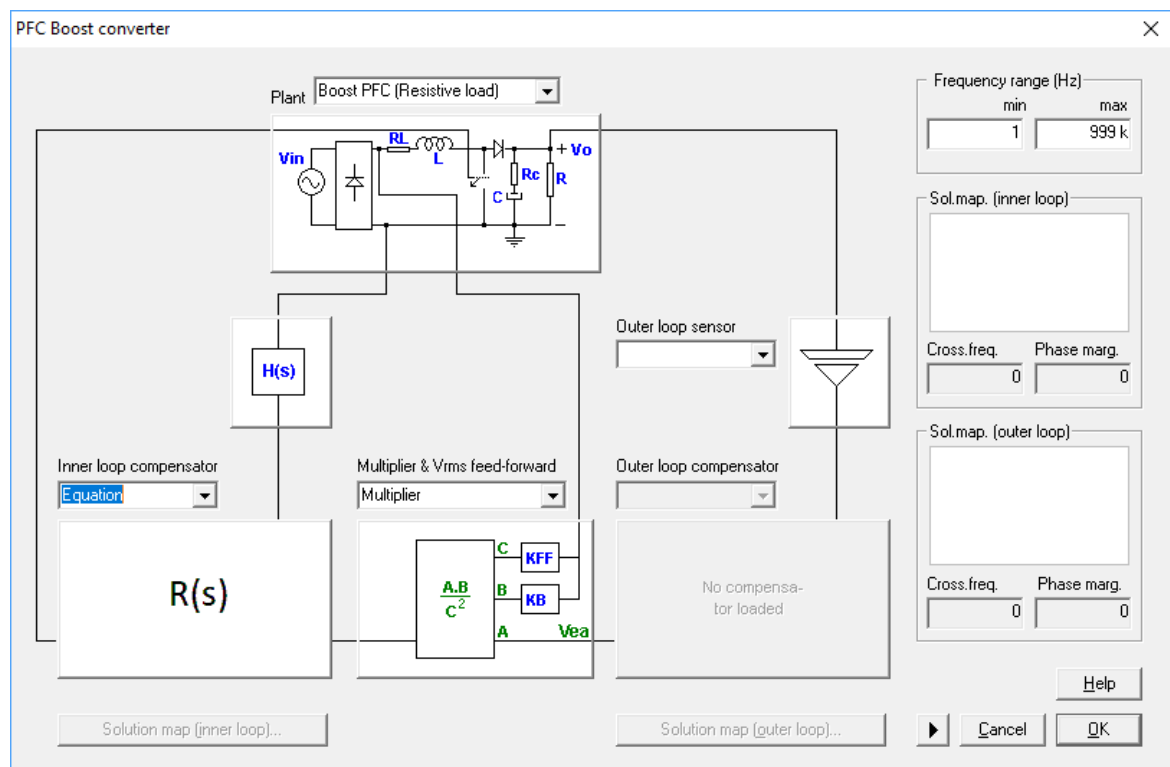 PFC Boost converter
Plant
Boost PFC (Resistive load)
Vin
RL
L
C
Rc
R
+ Vo
–
H(s)
Outer loop sensor
Inner loop compensator
Equation
Multiplier & Vrms feed-forward
Multiplier
Outer loop compensator
R(s)
A.B
C²
C
B
A
KFF
KB
Vea
No compensa-
tor loaded
Solution map (inner loop)...
Solution map (outer loop)...
Frequency range (Hz)
min
max
1
999 k
Sol.map. (inner loop)
Cross.freq.
Phase marg.
0
0
Sol.map. (outer loop)
Cross.freq.
Phase marg.
0
0
Help
Cancel
OK